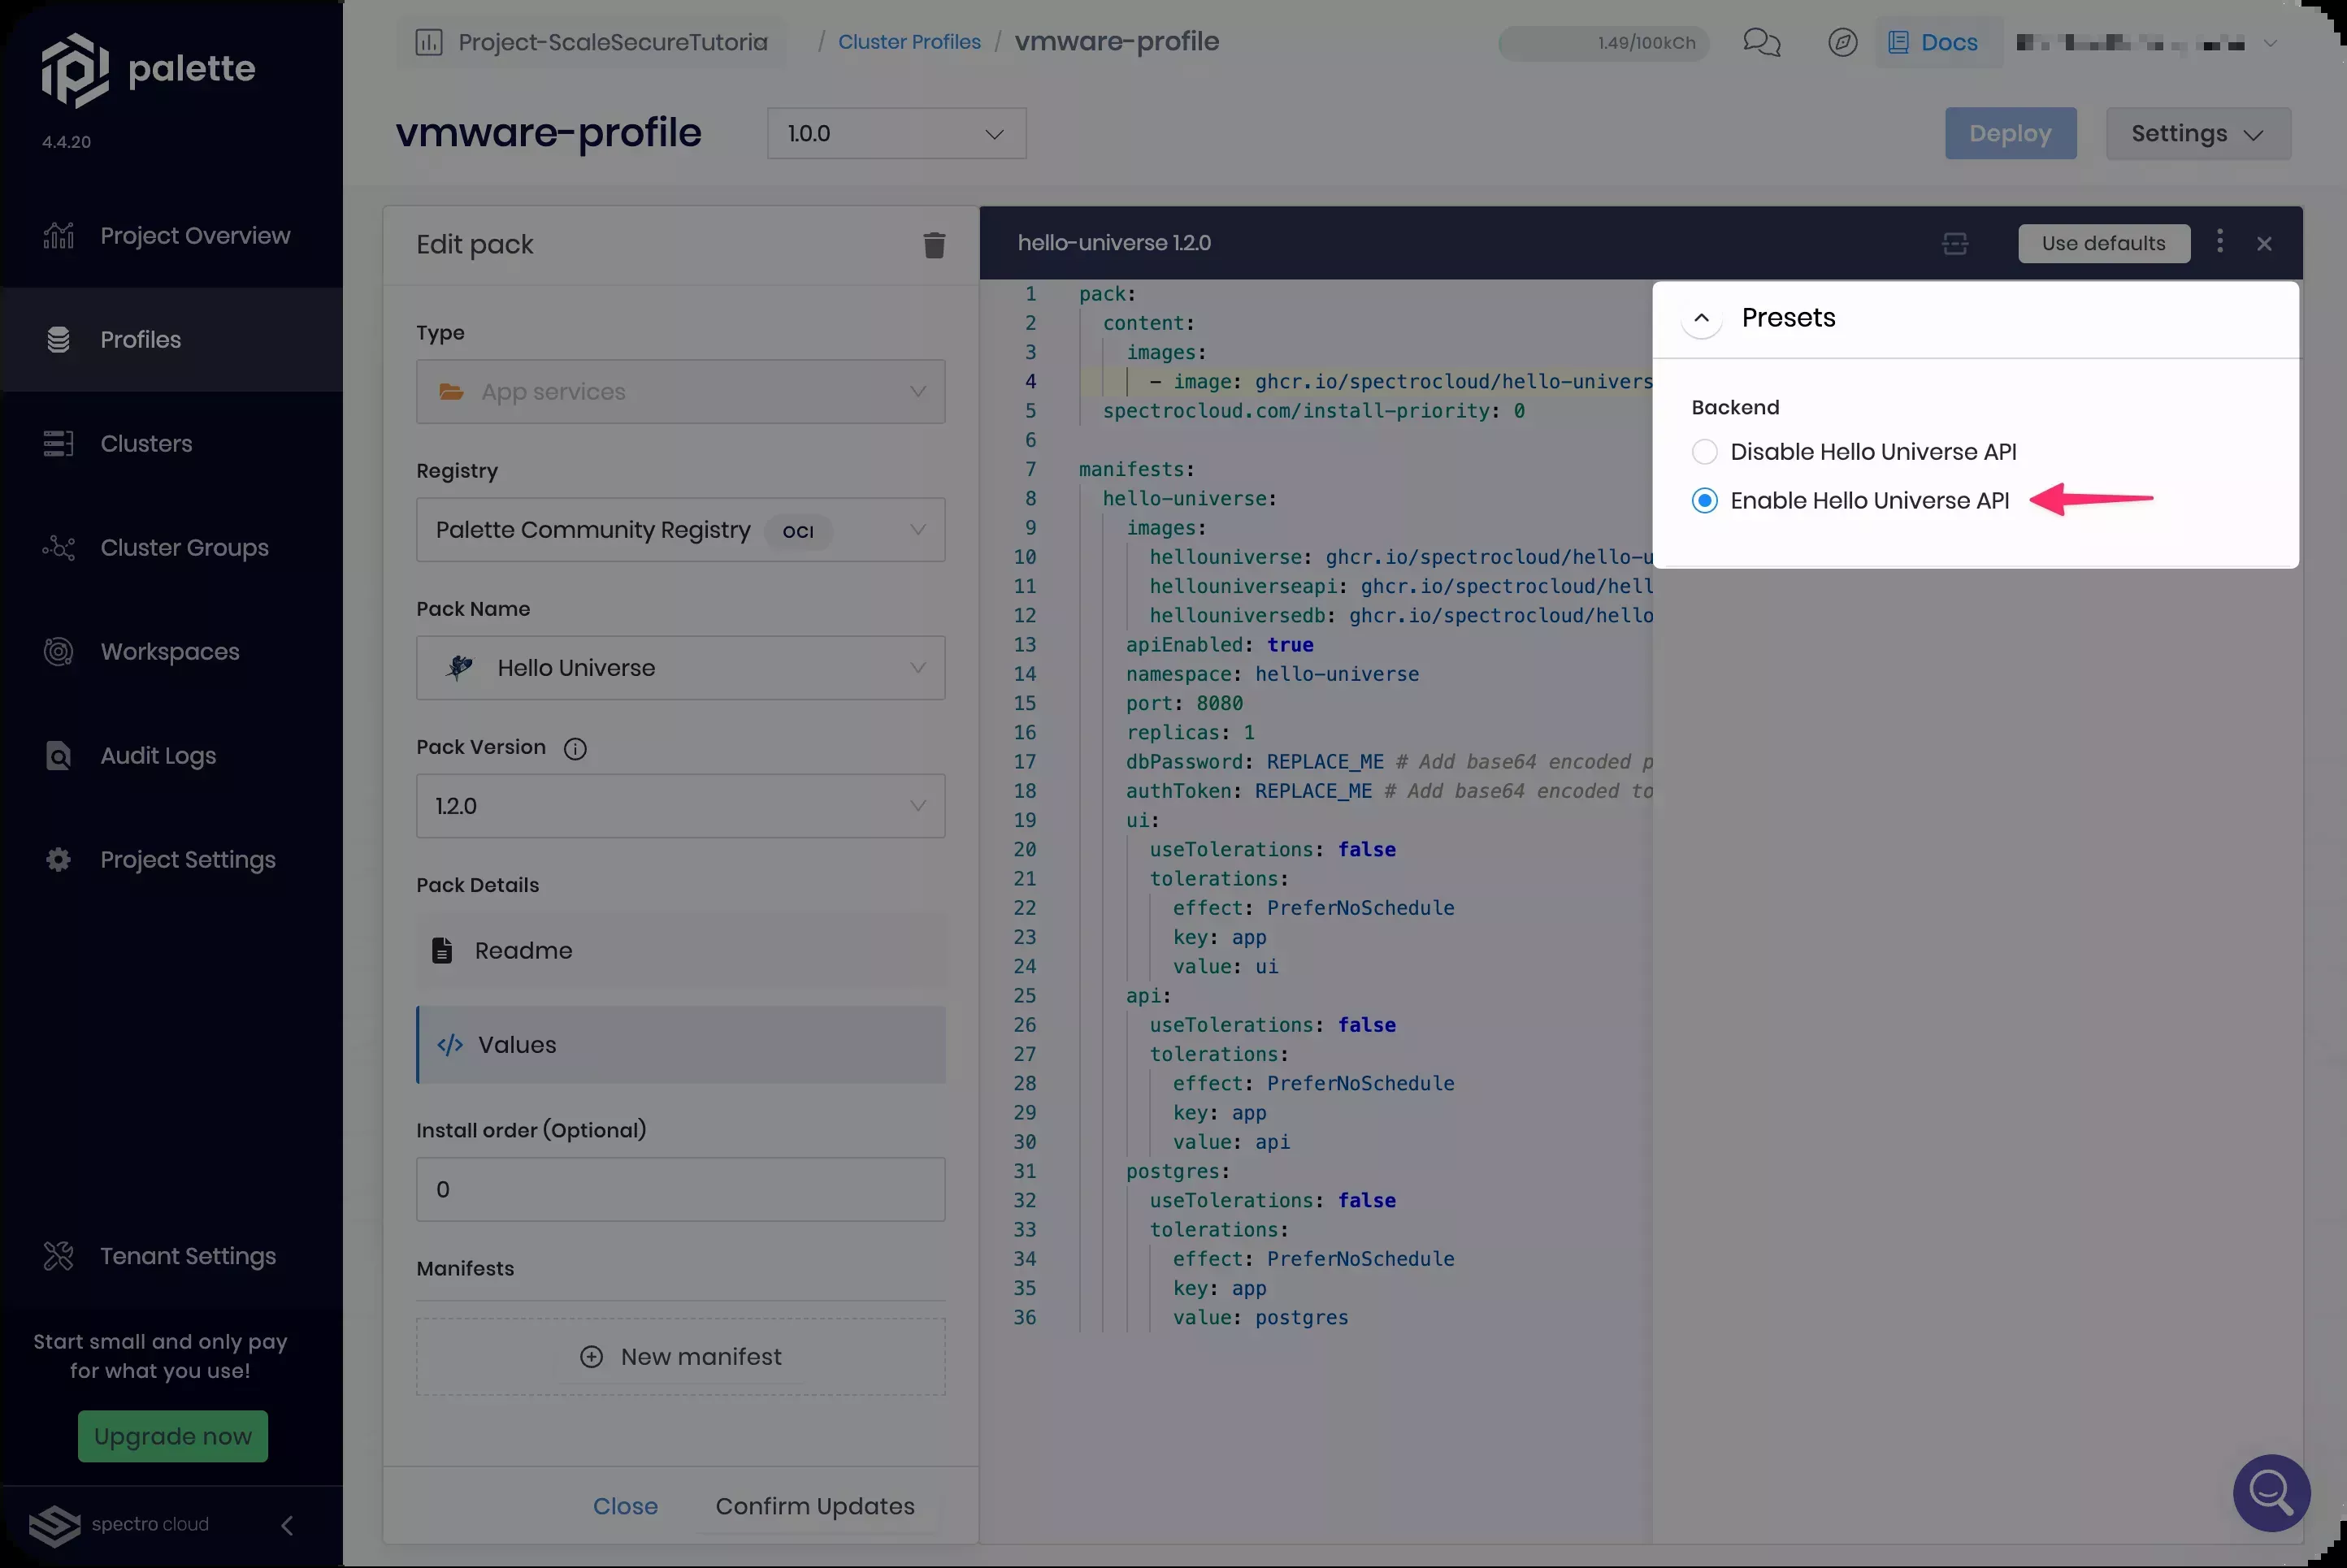 palette
4.4.20
Project Overview
Profiles
Clusters
Cluster Groups
Workspaces
Audit Logs
Project Settings
Tenant Settings
Start small and only pay
for what you use!
Upgrade now
spectro cloud
Project-ScaleSecureTutoria / Cluster Profiles / vmware-profile
1.49/100kCh
Docs
vmware-profile
1.0.0
Deploy
Settings
Edit pack
Type
App services
Registry
Palette Community Registry OCI
Pack Name
Hello Universe
Pack Version
1.2.0
Pack Details
Readme
</> Values
Install order (Optional)
0
Manifests
New manifest
Close
Confirm Updates
hello-universe 1.2.0
Use defaults
1 pack:
2 content:
3 images:
4 - image: ghcr.io/spectrocloud/hello-univers
5 spectrocloud.com/install-priority: 0
6
7 manifests:
8 hello-universe:
9 images:
10 hellouniverse: ghcr.io/spectrocloud/hello-u
11 hellouniverseapi: ghcr.io/spectrocloud/hell
12 hellouniversedb: ghcr.io/spectrocloud/hello
13 apiEnabled: true
14 namespace: hello-universe
15 port: 8080
16 replicas: 1
17 dbPassword: REPLACE_ME # Add base64 encoded p
18 authToken: REPLACE_ME # Add base64 encoded to
19 ui:
20 useTolerations: false
21 tolerations:
22 effect: PreferNoSchedule
23 key: app
24 value: ui
25 api:
26 useTolerations: false
27 tolerations:
28 effect: PreferNoSchedule
29 key: app
30 value: api
31 postgres:
32 useTolerations: false
33 tolerations:
34 effect: PreferNoSchedule
35 key: app
36 value: postgres
Presets
Backend
Disable Hello Universe API
Enable Hello Universe API